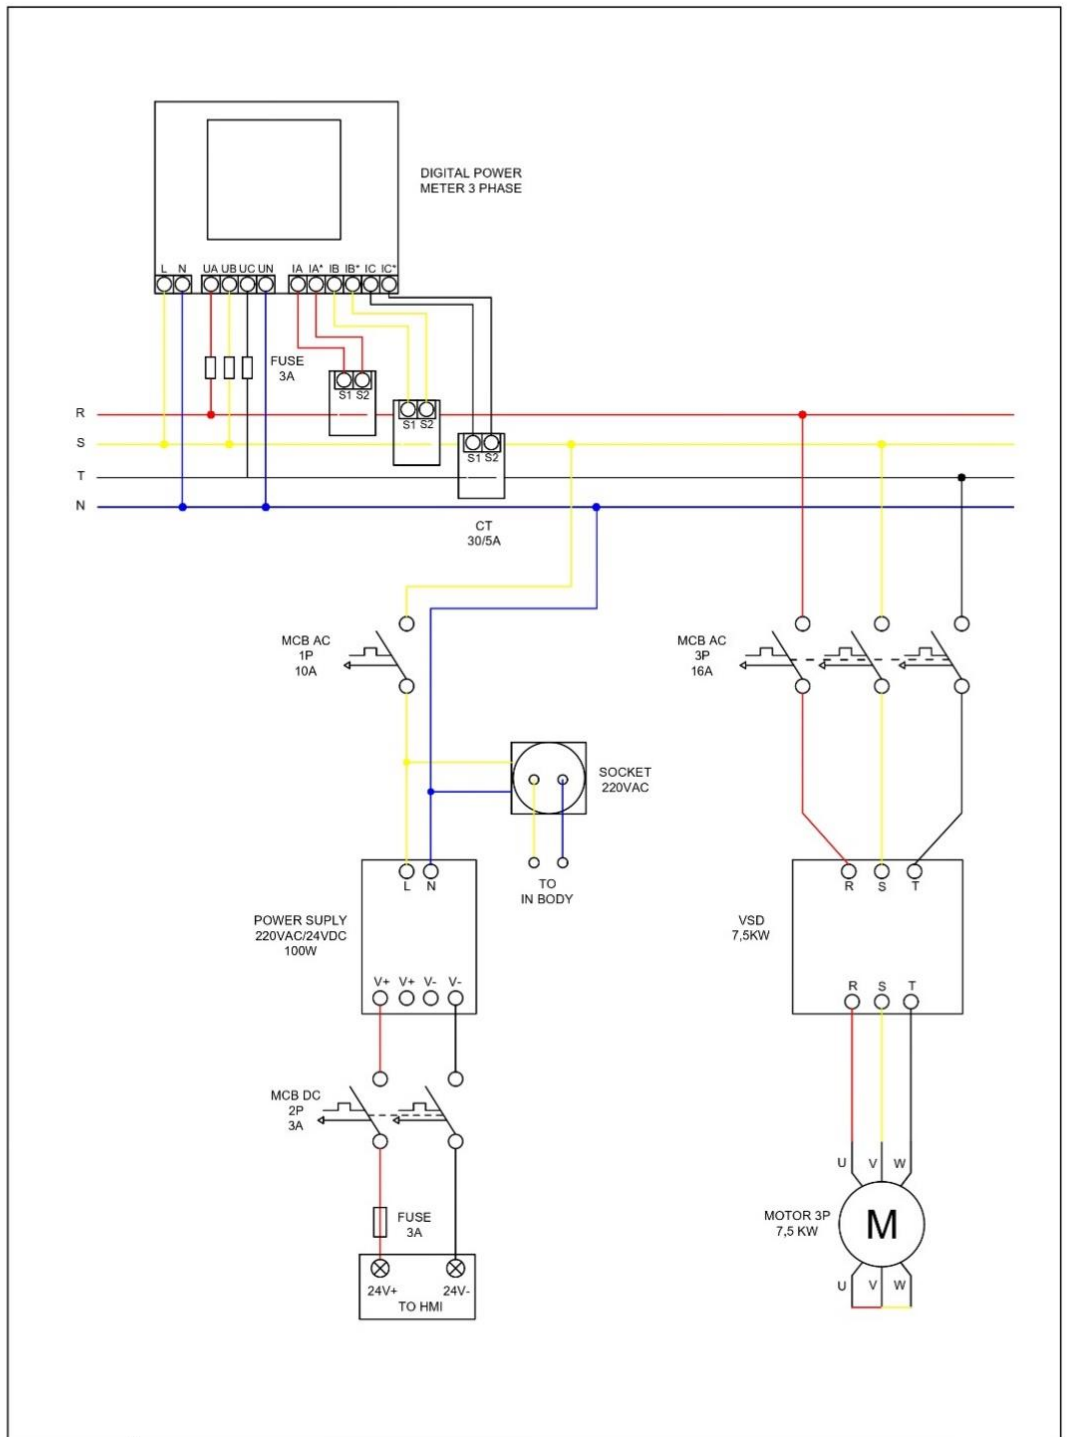 DIGITAL POWER
METER 3 PHASE
L N UA UB UC UN IA IA* IB IB* IC IC*
FUSE
3A
S1 S2
R
S1 S2
S
S1 S2
T
N
CT
30/5A
MCB AC
1P
10A
MCB AC
3P
16A
SOCKET
220VAC
TO
IN BODY
L N
R S T
POWER SUPLY
220VAC/24VDC
100W
VSD
7,5KW
V+ V+ V- V-
R S T
MCB DC
2P
3A
U V W
FUSE
3A
MOTOR 3P
7,5 KW
M
24V+ 24V-
TO HMI
U V W